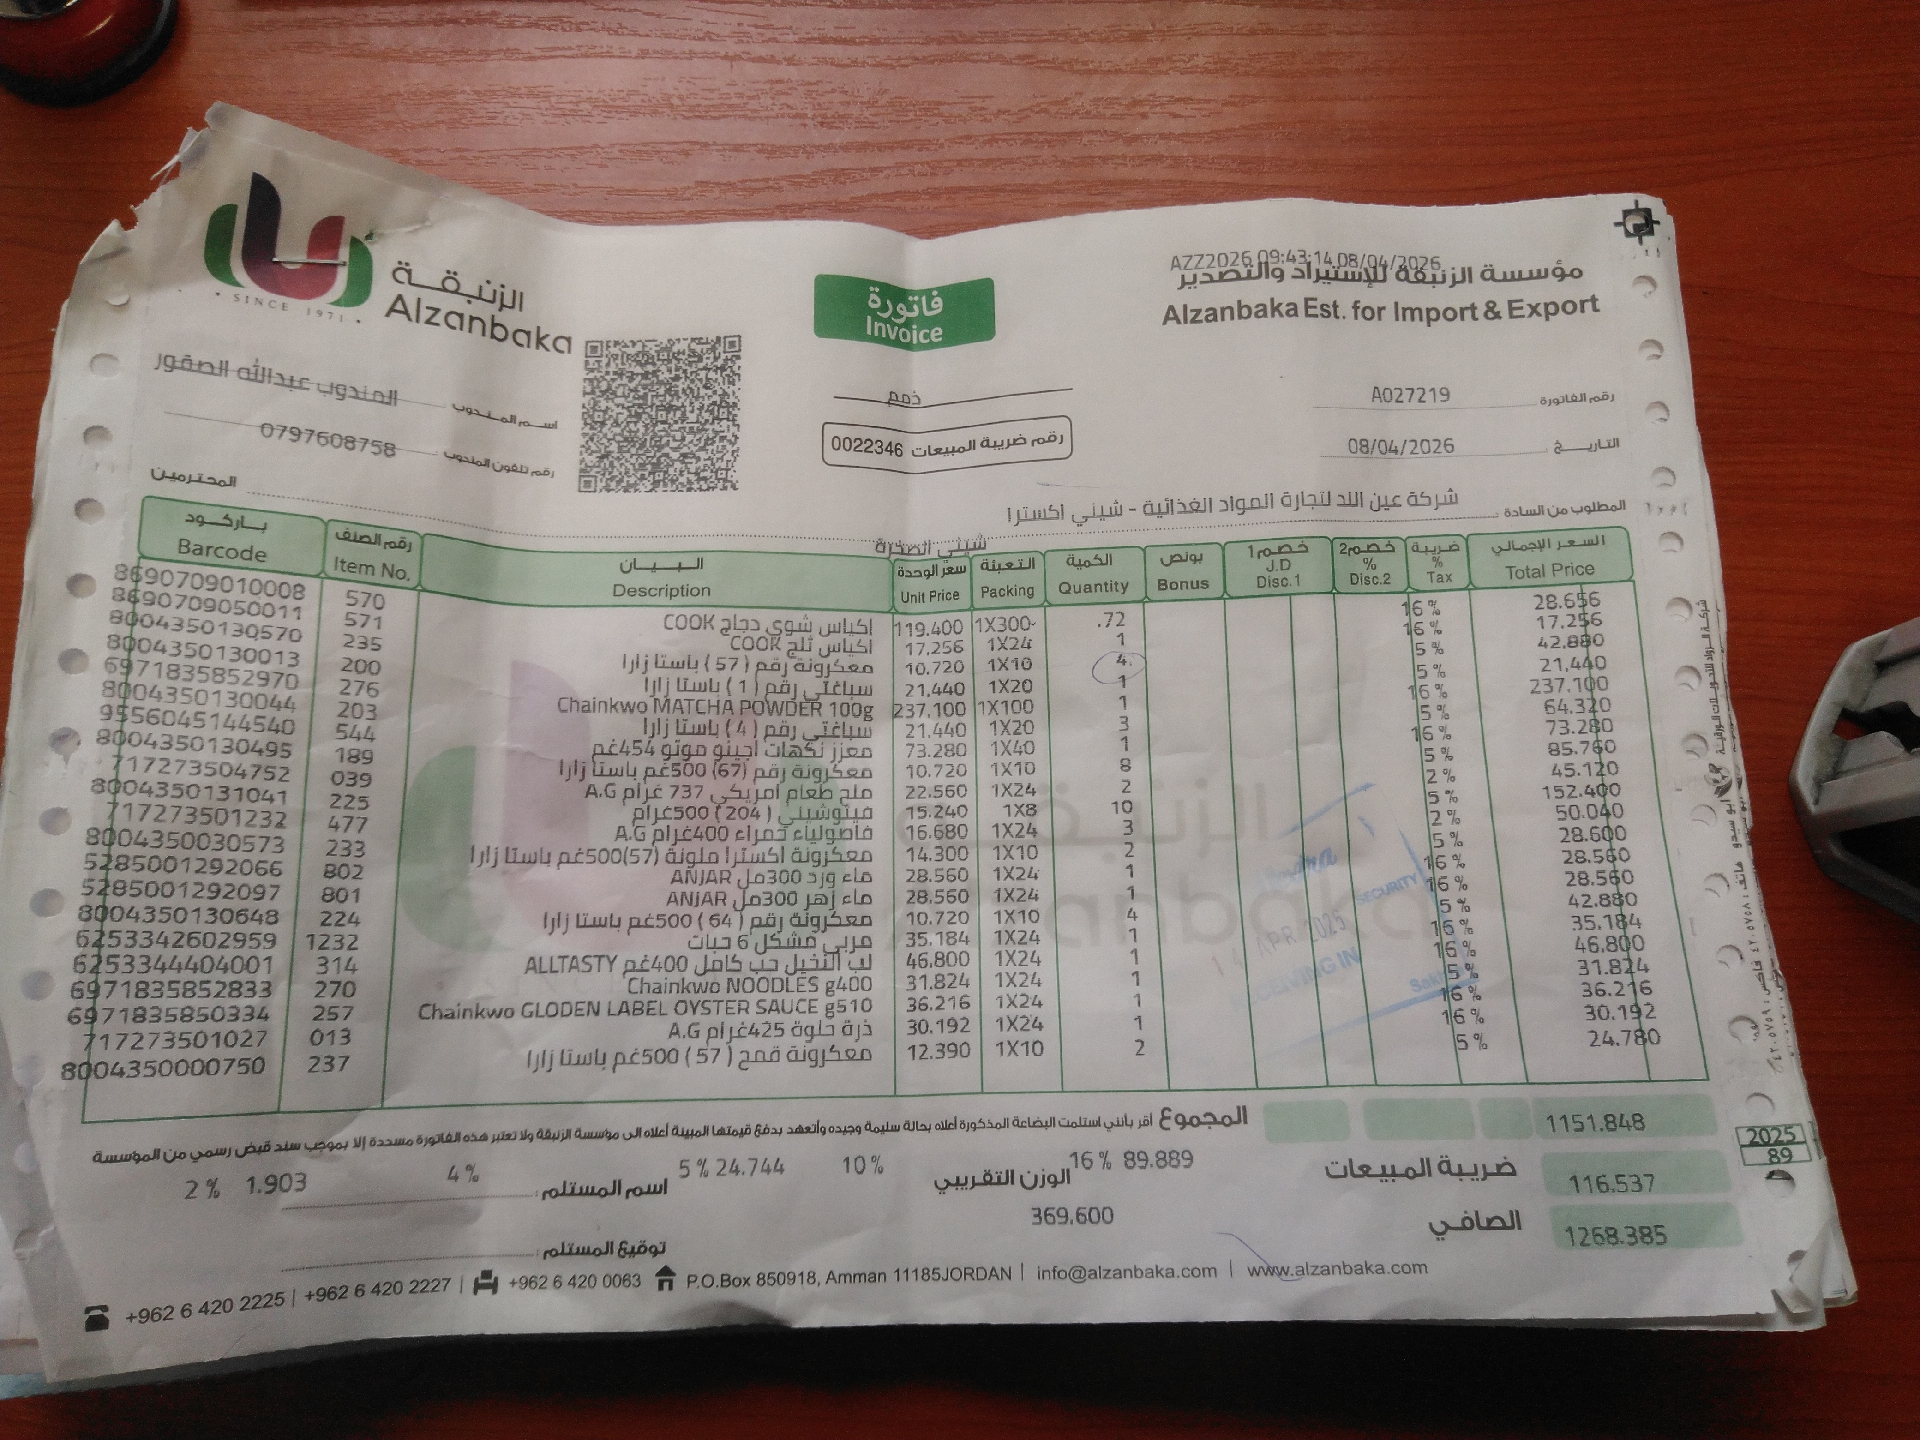 AZZ2026 09:43:14 08/04/2026
مؤسسة الزنبقة للإستيراد والتصدير
Alzanbaka Est. for Import & Export
الزنبقة
Alzanbaka
SINCE 1971
فاتورة
Invoice
المندوب عبدالله الصقور اسم المندوب
0797608758 رقم تلفون المندوب
ذمم
رقم ضريبة المبيعات 0022346
رقم الفاتورة A027219
التاريخ 08/04/2026
المطلوب من السادة شركة عين اللد لتجارة المواد الغذائية - شيني اكسترا المحترمين
شيني الصخرة
باركود رقم الصنف البيان سعر الوحدة التعبئة الكمية بونص خصم1 خصم2 ضريبة السعر الإجمالي
Barcode Item No. Description Unit Price Packing Quantity Bonus J.D Disc.1 % Disc.2 % Tax Total Price
8690709010008 570 اكياس شوي دجاج COOK 119.400 1X300 .72 16% 28.656
8690709050011 571 اكياس ثلج COOK 17.256 1X24 1 16% 17.256
8004350130570 235 معكرونة رقم (57) باستا زارا 10.720 1X10 4 5% 42.880
8004350130013 200 سباغتي رقم (1) باستا زارا 21.440 1X20 1 5% 21.440
6971835852970 276 Chainkwo MATCHA POWDER 100g 237.100 1X100 1 16% 237.100
8004350130044 203 سباغتي رقم (4) باستا زارا 21.440 1X20 3 5% 64.320
9556045144540 544 معزز نكهات اجينو موتو 454غم 73.280 1X40 1 16% 73.280
8004350130495 189 معكرونة رقم (67) 500غم باستا زارا 10.720 1X10 8 5% 85.760
717273504752 039 ملح طعام امريكي 737 غرام A.G 22.560 1X24 2 2% 45.120
8004350131041 225 فيتوشيني (204) 500غرام 15.240 1X8 10 5% 152.400
717273501232 477 فاصولياء حمراء 400غرام A.G 16.680 1X24 3 2% 50.040
8004350030573 233 معكرونة اكسترا ملونة (57)500غم باستا زارا 14.300 1X10 2 5% 28.600
5285001292066 802 ماء ورد 300مل ANJAR 28.560 1X24 1 16% 28.560
5285001292097 801 ماء زهر 300مل ANJAR 28.560 1X24 1 16% 28.560
8004350130648 224 معكرونة رقم (64) 500غم باستا زارا 10.720 1X10 4 5% 42.880
6253342602959 1232 مربى مشكل 6 حبات 35.184 1X24 1 16% 35.184
6253344404001 314 لب النخيل حب كامل 400غم ALLTASTY 46.800 1X24 1 16% 46.800
6971835852833 270 Chainkwo NOODLES g400 31.824 1X24 1 5% 31.824
6971835850334 257 Chainkwo GLODEN LABEL OYSTER SAUCE g510 36.216 1X24 1 16% 36.216
717273501027 013 ذرة حلوة 425غرام A.G 30.192 1X24 1 16% 30.192
8004350000750 237 معكرونة قمح (57) 500غم باستا زارا 12.390 1X10 2 5% 24.780
SECURITY
APR 2025
RECEIVING IN
المجموع 1151.848
أقر بأنني استلمت البضاعة المذكورة أعلاه بحالة سليمة وجيده وأتعهد بدفع قيمتها المبينة أعلاه الى مؤسسة الزنبقة ولا تعتبر هذه الفاتورة مسددة إلا بموجب سند قبض رسمي من المؤسسة
2% 1.903 4% 5% 24.744 10% 16% 89.889
ضريبة المبيعات 116.537
اسم المستلم :
الوزن التقريبي
369.600
الصافي 1268.385
توقيع المستلم :
+962 6 420 2225 | +962 6 420 2227 | +962 6 420 0063 P.O.Box 850918, Amman 11185JORDAN | info@alzanbaka.com | www.alzanbaka.com
2025
89